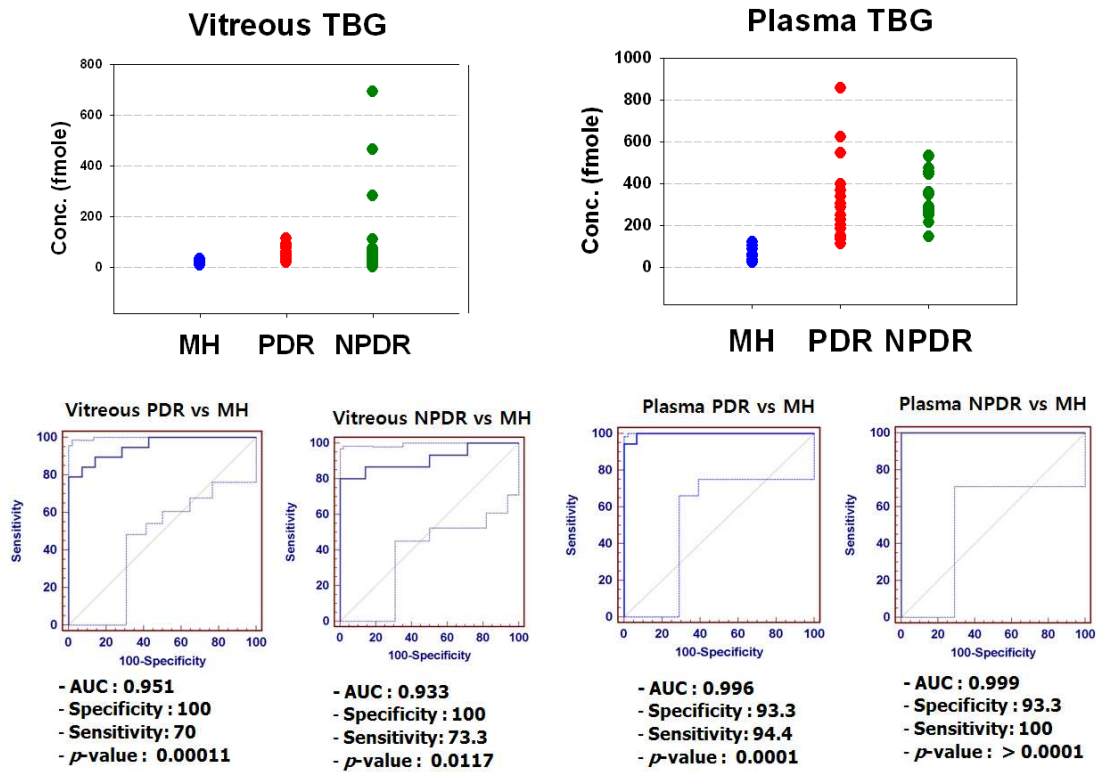 Vitreous TBG
Conc. (fmole)
800
600
400
200
0
MH PDR NPDR
Plasma TBG
Conc. (fmole)
1000
800
600
400
200
0
MH PDR NPDR
Vitreous PDR vs MH
Sensitivity
100
80
60
40
20
0
0 20 40 60 80 100
100-Specificity
- AUC : 0.951
- Specificity : 100
- Sensitivity: 70
- p-value : 0.00011
Vitreous NPDR vs MH
Sensitivity
100
80
60
40
20
0
0 20 40 60 80 100
100-Specificity
- AUC : 0.933
- Specificity : 100
- Sensitivity: 73.3
- p-value : 0.0117
Plasma PDR vs MH
Sensitivity
100
80
60
40
20
0
0 20 40 60 80 100
100-Specificity
- AUC : 0.996
- Specificity : 93.3
- Sensitivity: 94.4
- p-value : 0.0001
Plasma NPDR vs MH
Sensitivity
100
80
60
40
20
0
0 20 40 60 80 100
100-Specificity
- AUC : 0.999
- Specificity : 93.3
- Sensitivity: 100
- p-value : > 0.0001